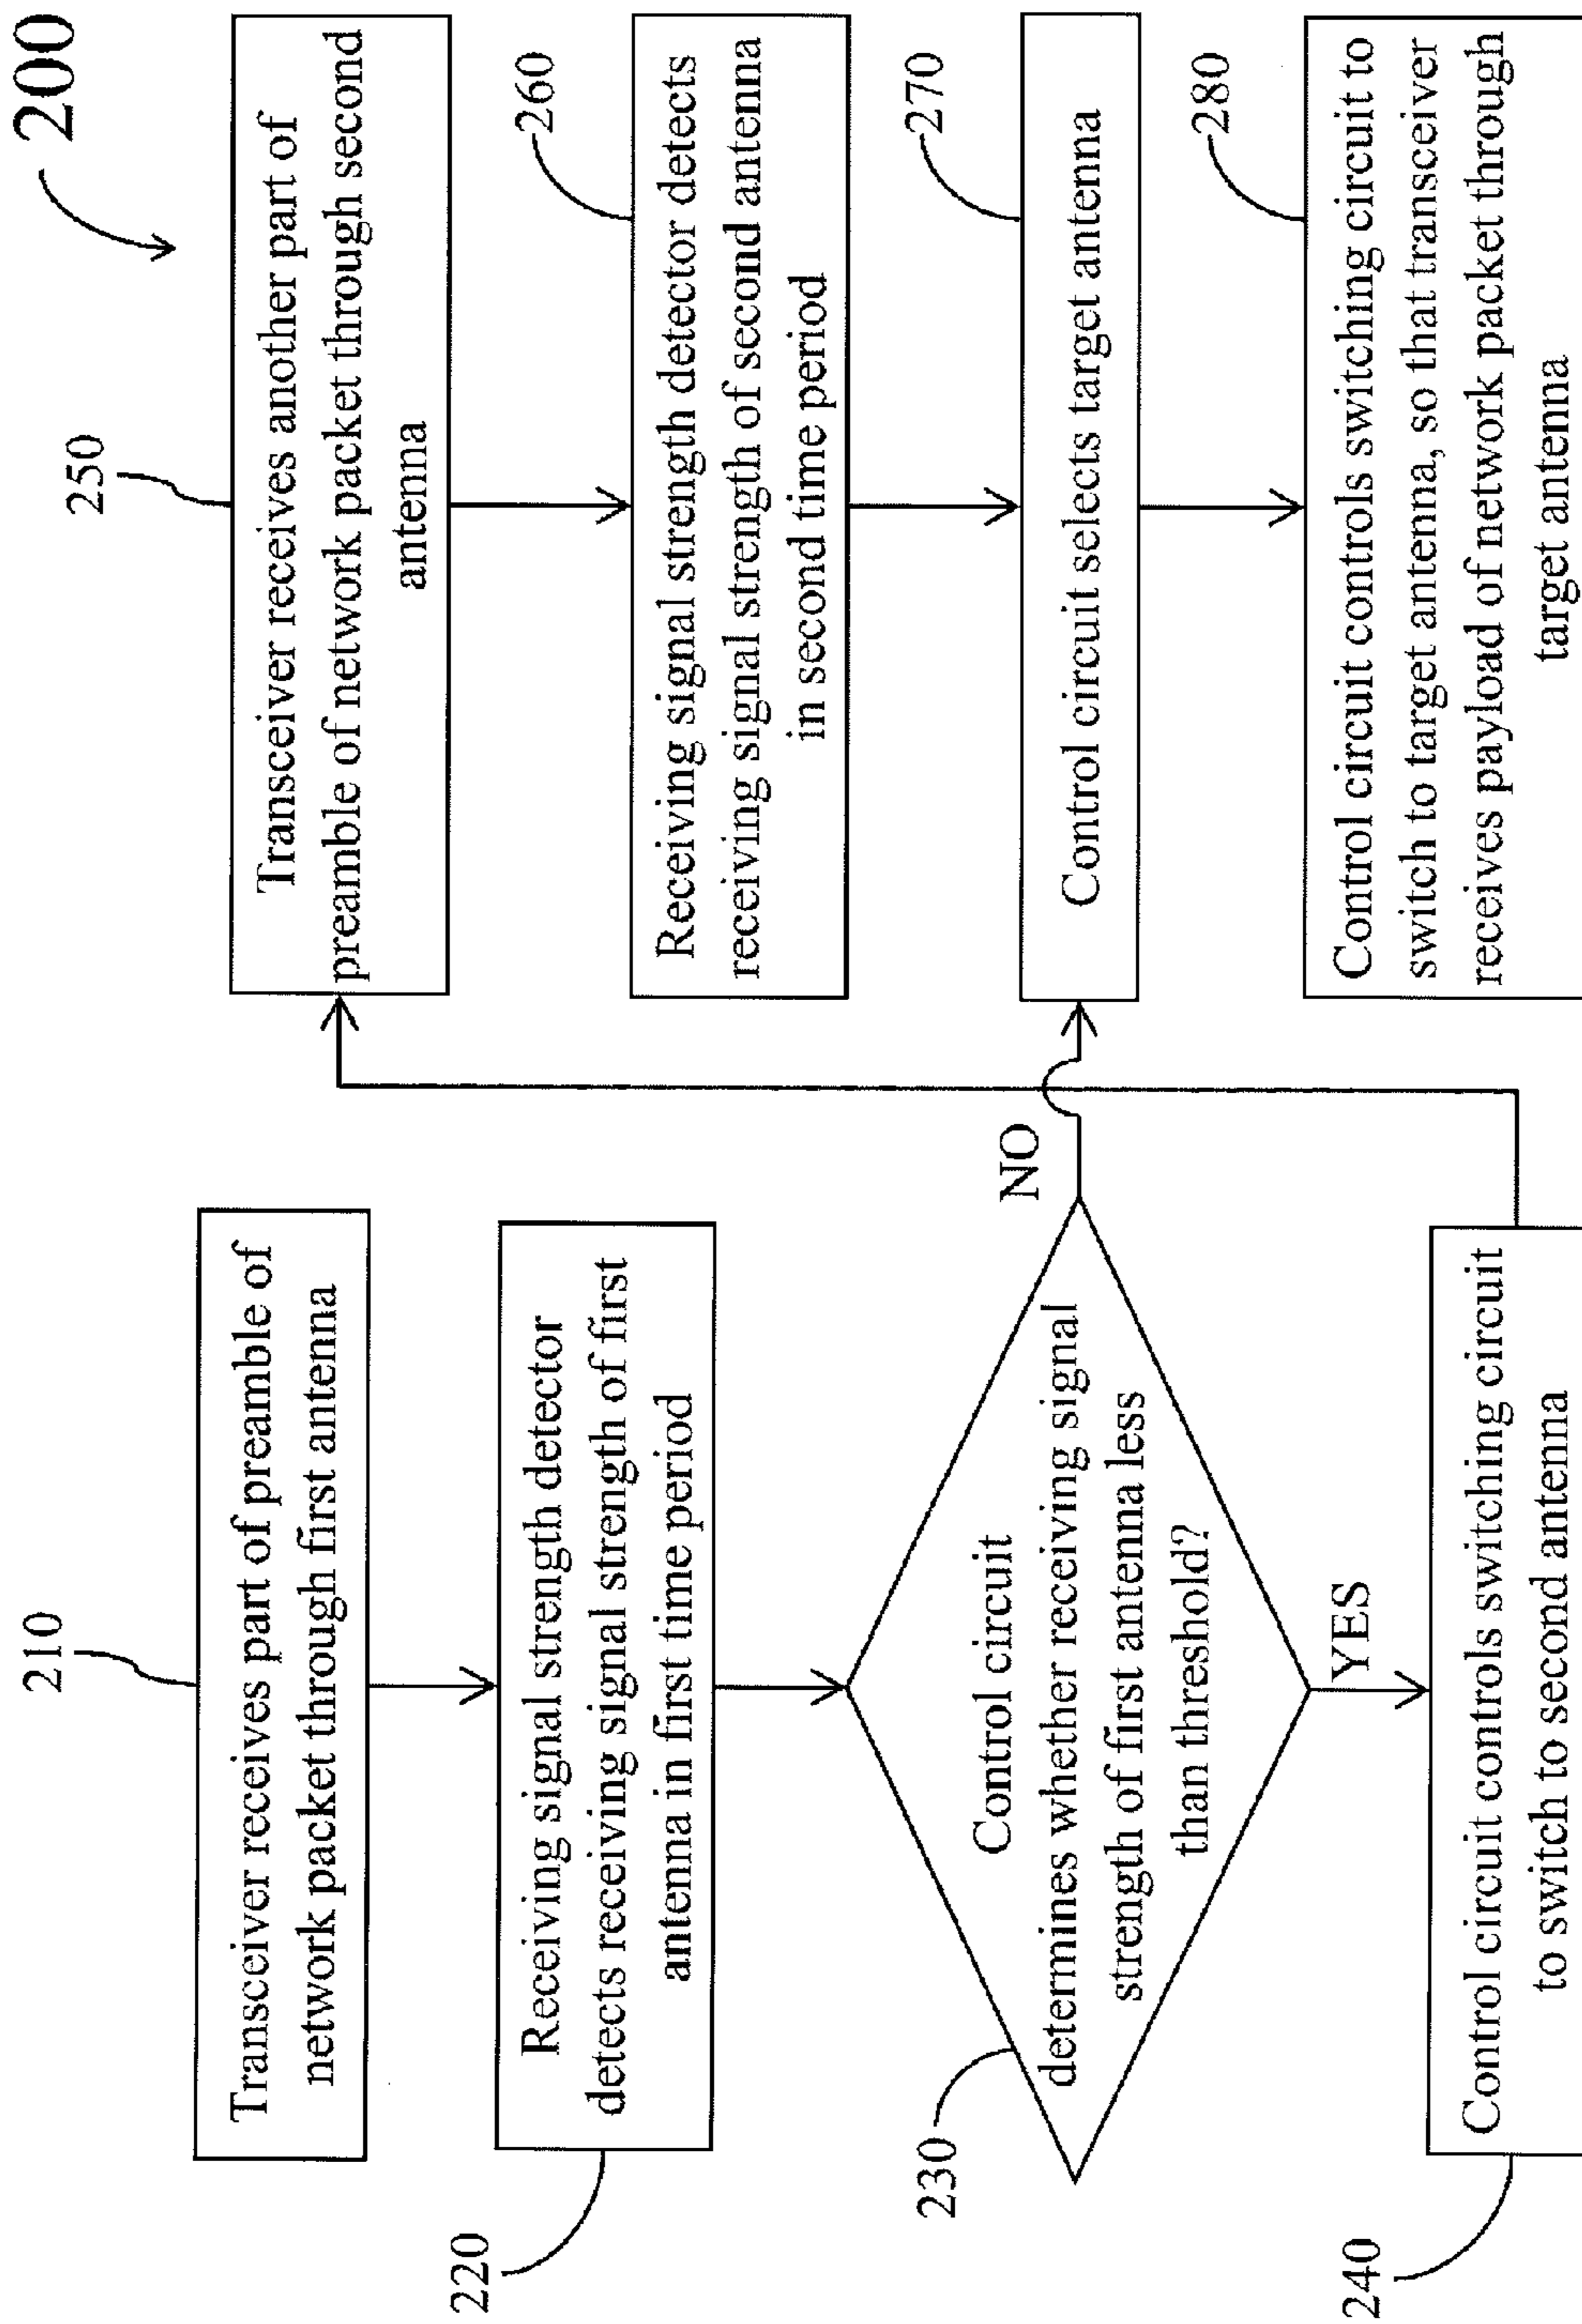 200
210
Transceiver receives part of preamble of
network packet through first antenna
220
Receiving signal strength detector
detects receiving signal strength of first
antenna in first time period
230
Control circuit
determines whether receiving signal
strength of first antenna less
than threshold?
NO
YES
240
Control circuit controls switching circuit
to switch to second antenna
250
Transceiver receives another part of
preamble of network packet through second
antenna
260
Receiving signal strength detector detects
receiving signal strength of second antenna
in second time period
270
Control circuit selects target antenna
280
Control circuit controls switching circuit to
switch to target antenna, so that transceiver
receives payload of network packet through
target antenna